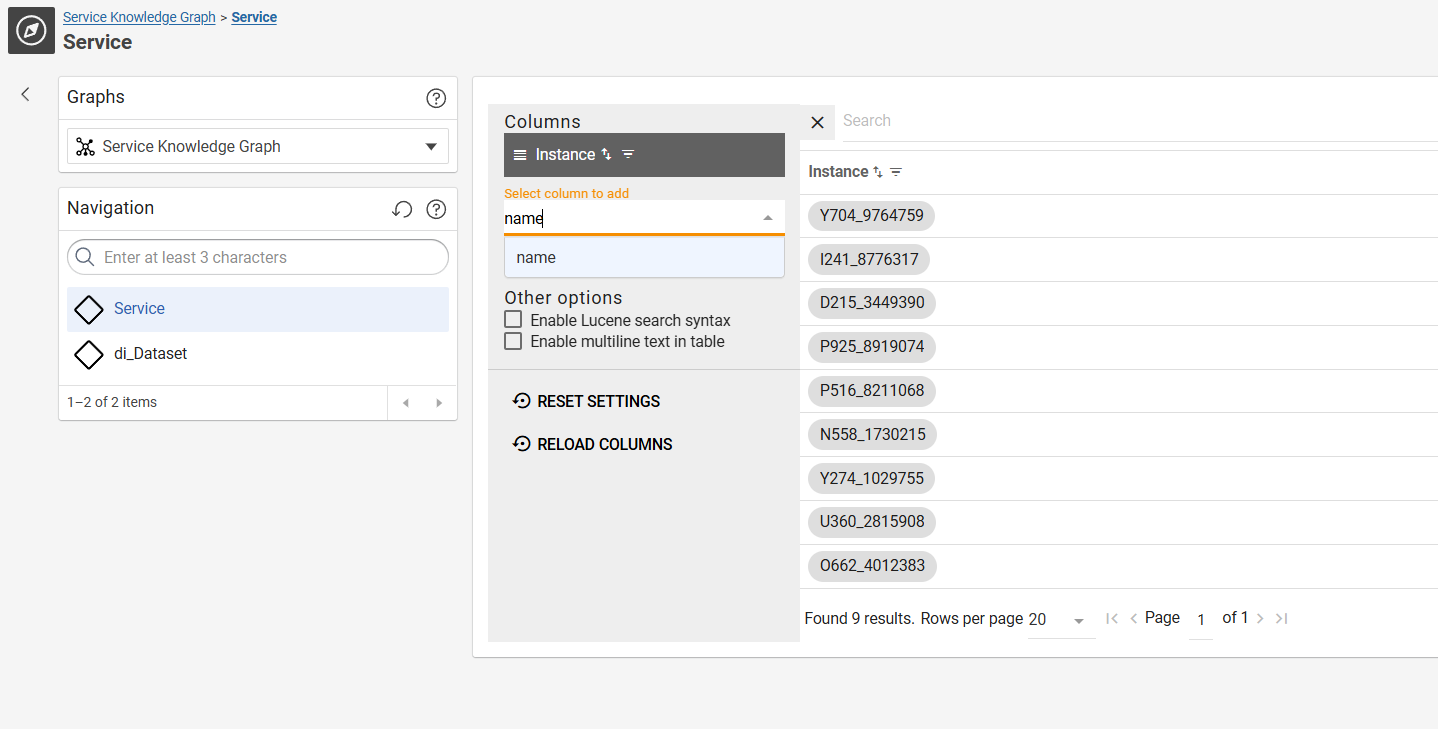 Service Knowledge Graph > Service
Service
Graphs
Service Knowledge Graph
Navigation
Enter at least 3 characters
Service
di_Dataset
1–2 of 2 items
Columns
Instance
Select column to add
name
name
Other options
Enable Lucene search syntax
Enable multiline text in table
RESET SETTINGS
RELOAD COLUMNS
Search
Instance
Y704_9764759
I241_8776317
D215_3449390
P925_8919074
P516_8211068
N558_1730215
Y274_1029755
U360_2815908
O662_4012383
Found 9 results. Rows per page 20 Page 1 of 1